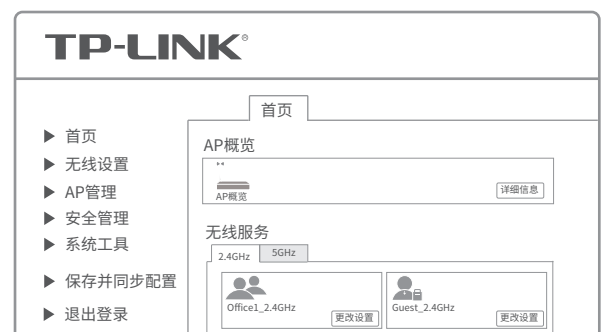 TP-LINK®
首页
首页
无线设置
AP管理
安全管理
系统工具
保存并同步配置
退出登录
AP概览
AP概览
详细信息
无线服务
2.4GHz 5GHz
Office1_2.4GHz
更改设置
Guest_2.4GHz
更改设置